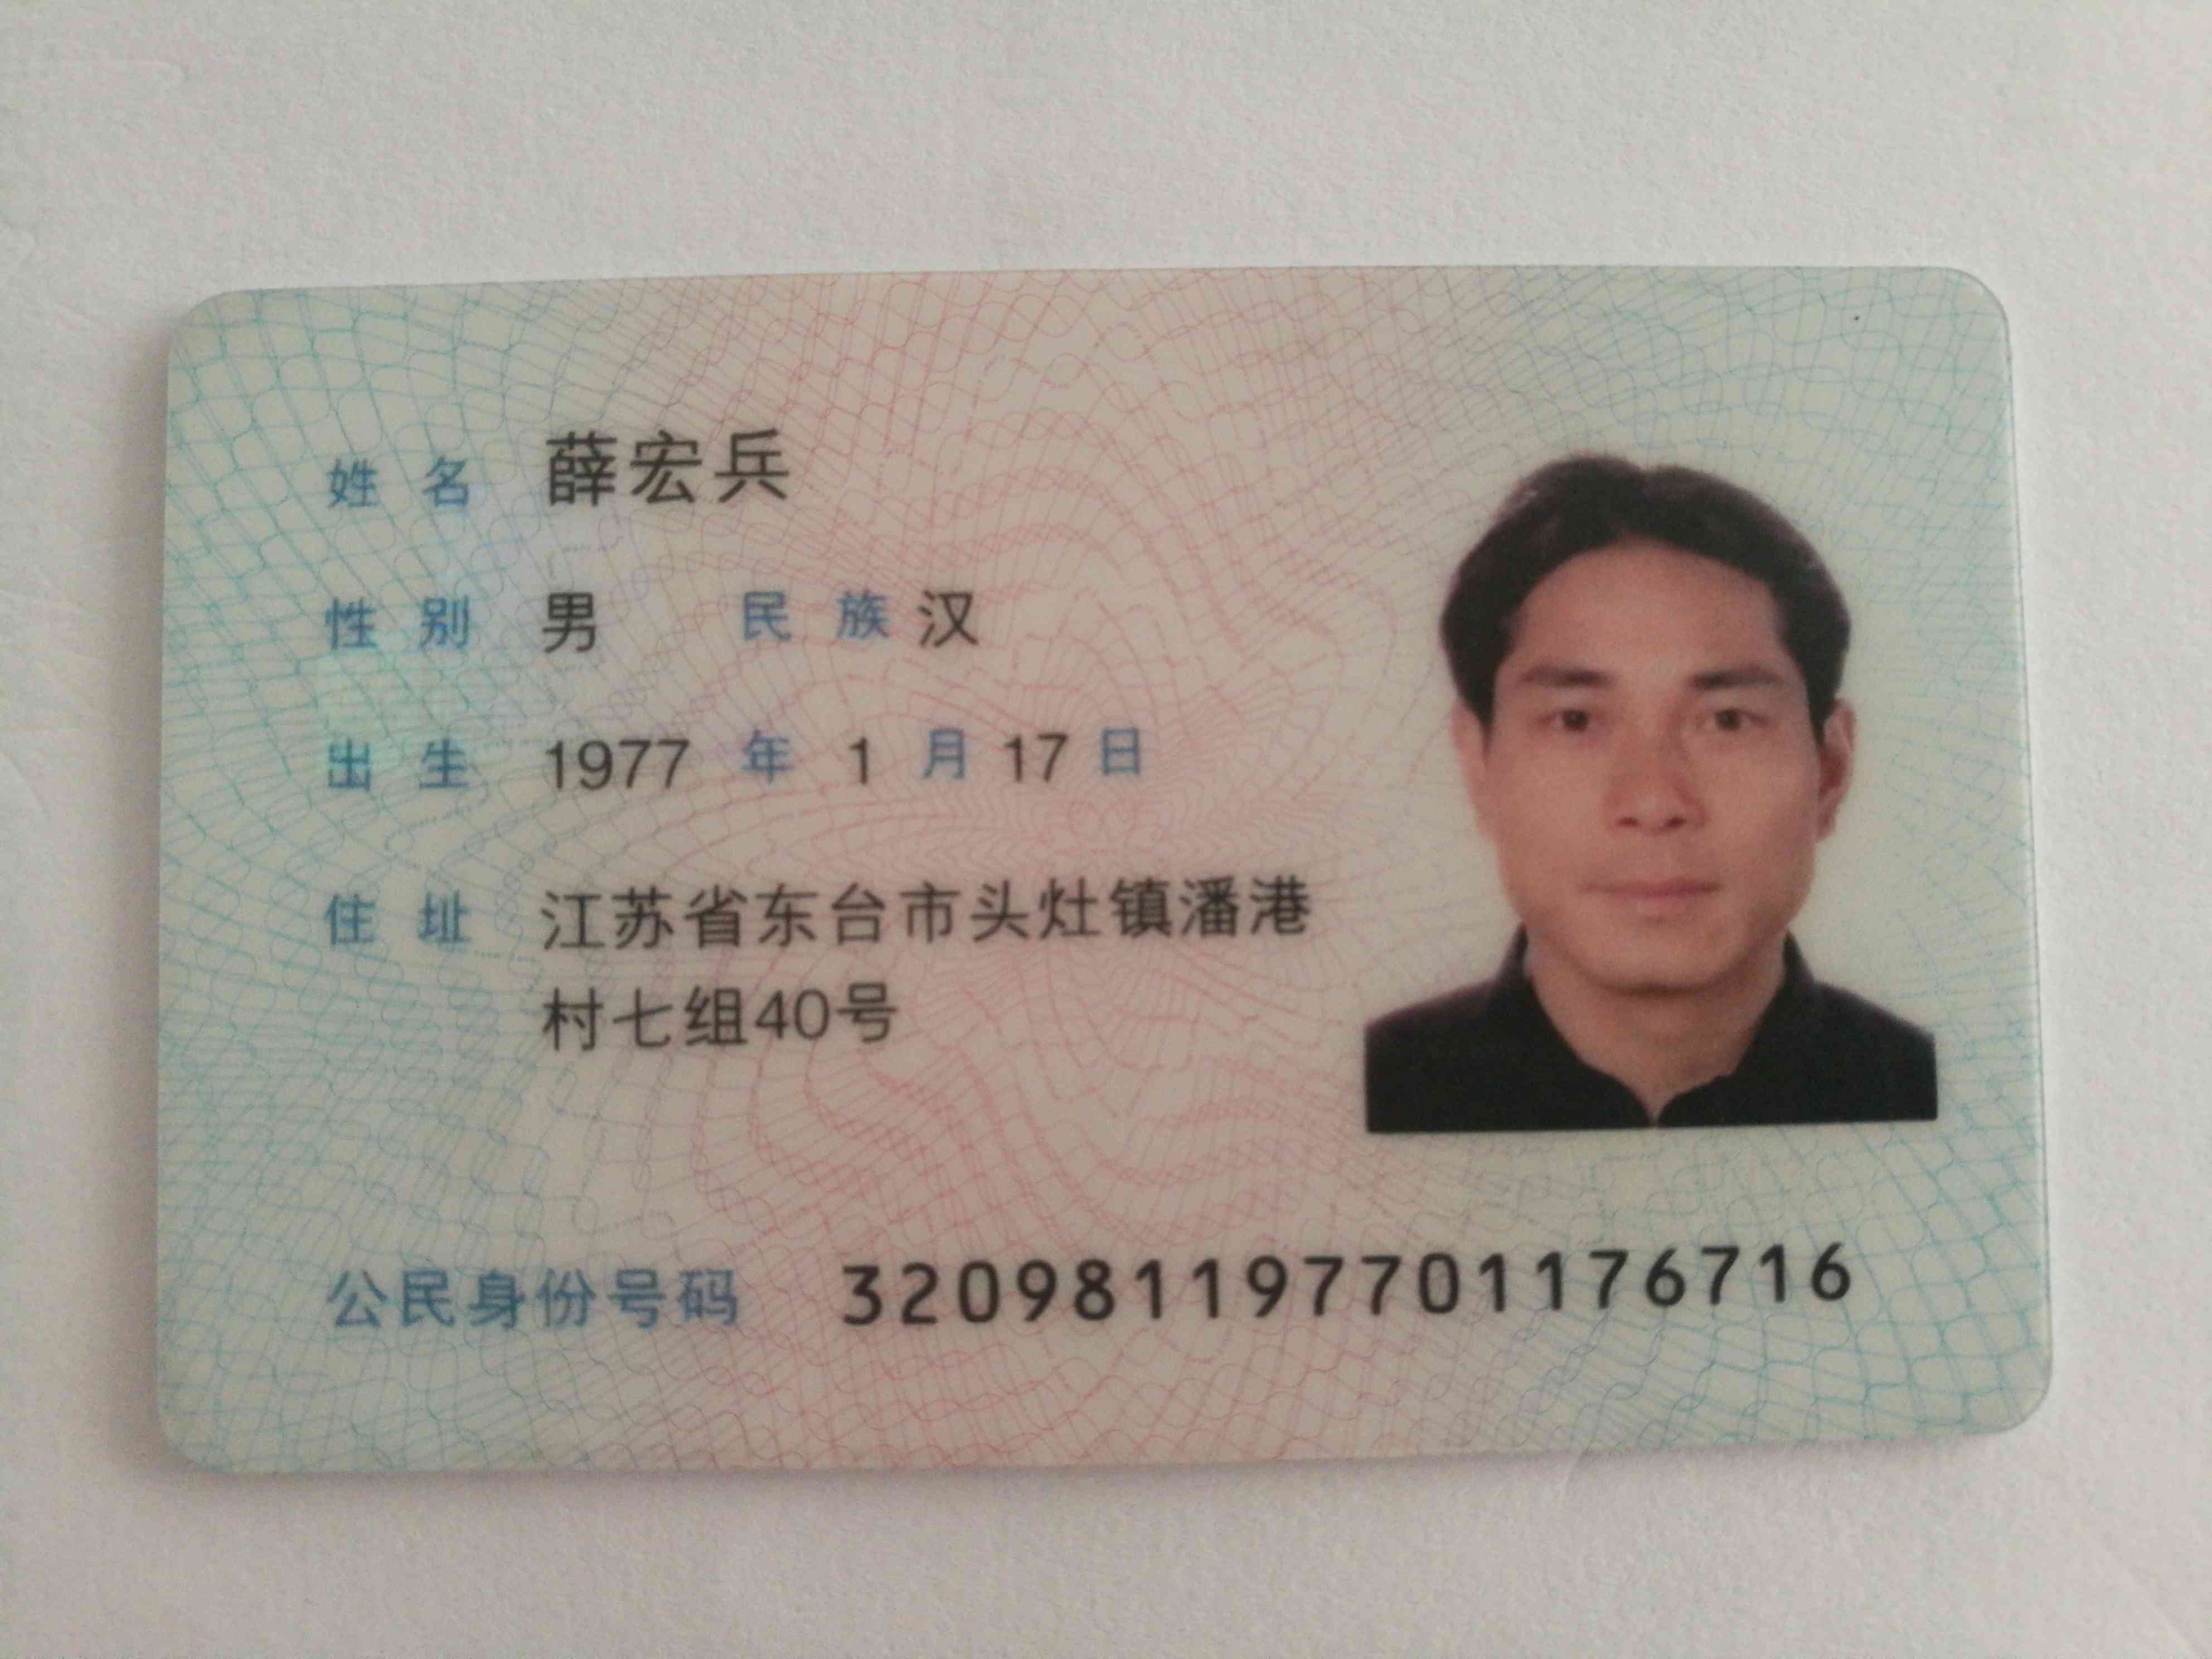 姓名 薛宏兵
性别 男 民族 汉
出生 1977 年 1 月 17 日
住址 江苏省东台市头灶镇潘港
村七组40号
公民身份号码 320981197701176716